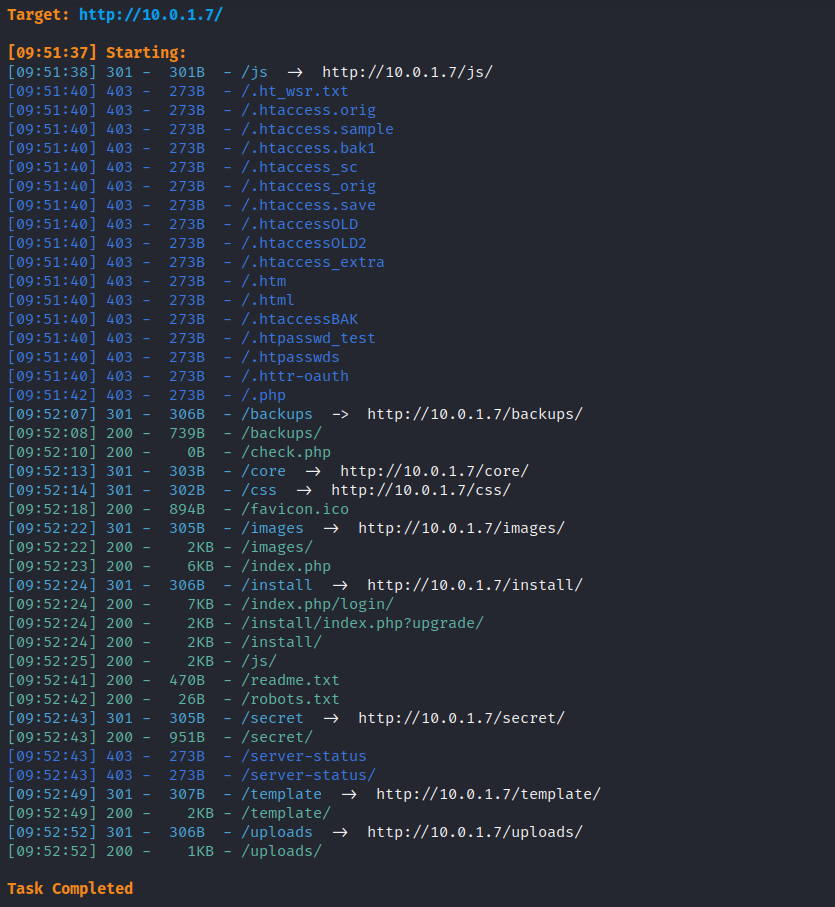 Target: http://10.0.1.7/
[09:51:37] Starting:
[09:51:38] 301 -  301B  - /js  →  http://10.0.1.7/js/
[09:51:40] 403 -  273B  - /.ht_wsr.txt
[09:51:40] 403 -  273B  - /.htaccess.orig
[09:51:40] 403 -  273B  - /.htaccess.sample
[09:51:40] 403 -  273B  - /.htaccess.bak1
[09:51:40] 403 -  273B  - /.htaccess_sc
[09:51:40] 403 -  273B  - /.htaccess_orig
[09:51:40] 403 -  273B  - /.htaccess.save
[09:51:40] 403 -  273B  - /.htaccessOLD
[09:51:40] 403 -  273B  - /.htaccessOLD2
[09:51:40] 403 -  273B  - /.htaccess_extra
[09:51:40] 403 -  273B  - /.htm
[09:51:40] 403 -  273B  - /.html
[09:51:40] 403 -  273B  - /.htaccessBAK
[09:51:40] 403 -  273B  - /.htpasswd_test
[09:51:40] 403 -  273B  - /.htpasswds
[09:51:40] 403 -  273B  - /.httr-oauth
[09:51:42] 403 -  273B  - /.php
[09:52:07] 301 -  306B  - /backups  ->  http://10.0.1.7/backups/
[09:52:08] 200 -  739B  - /backups/
[09:52:10] 200 -    0B  - /check.php
[09:52:13] 301 -  303B  - /core  →  http://10.0.1.7/core/
[09:52:14] 301 -  302B  - /css  →  http://10.0.1.7/css/
[09:52:18] 200 -  894B  - /favicon.ico
[09:52:22] 301 -  305B  - /images  →  http://10.0.1.7/images/
[09:52:22] 200 -    2KB - /images/
[09:52:23] 200 -    6KB - /index.php
[09:52:24] 301 -  306B  - /install  →  http://10.0.1.7/install/
[09:52:24] 200 -    7KB - /index.php/login/
[09:52:24] 200 -    2KB - /install/index.php?upgrade/
[09:52:24] 200 -    2KB - /install/
[09:52:25] 200 -    2KB - /js/
[09:52:41] 200 -  470B  - /readme.txt
[09:52:42] 200 -   26B  - /robots.txt
[09:52:43] 301 -  305B  - /secret  →  http://10.0.1.7/secret/
[09:52:43] 200 -  951B  - /secret/
[09:52:43] 403 -  273B  - /server-status
[09:52:43] 403 -  273B  - /server-status/
[09:52:49] 301 -  307B  - /template  →  http://10.0.1.7/template/
[09:52:49] 200 -    2KB - /template/
[09:52:52] 301 -  306B  - /uploads  →  http://10.0.1.7/uploads/
[09:52:52] 200 -    1KB - /uploads/
Task Completed